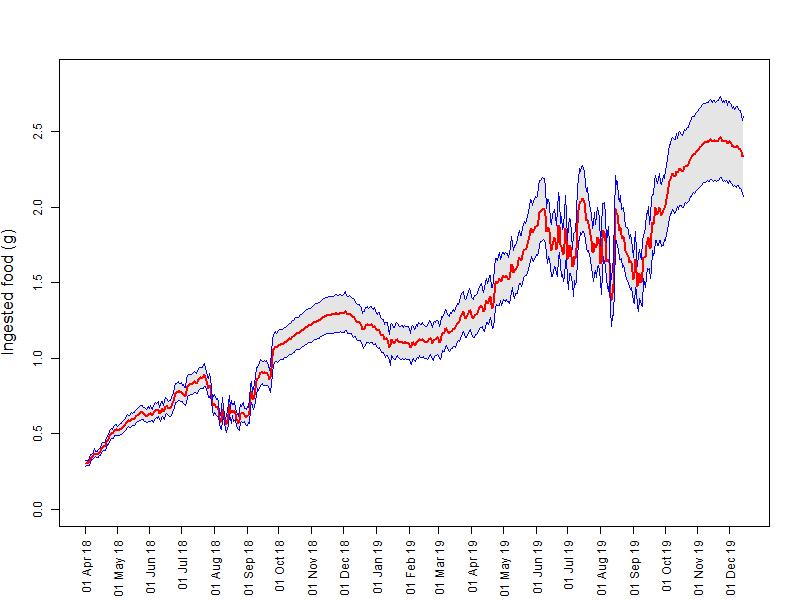 Ingested food (g)
2.5
2.0
1.5
1.0
0.5
0.0
01 Apr 18
01 May 18
01 Jun 18
01 Jul 18
01 Aug 18
01 Sep 18
01 Oct 18
01 Nov 18
01 Dec 18
01 Jan 19
01 Feb 19
01 Mar 19
01 Apr 19
01 May 19
01 Jun 19
01 Jul 19
01 Aug 19
01 Sep 19
01 Oct 19
01 Nov 19
01 Dec 19